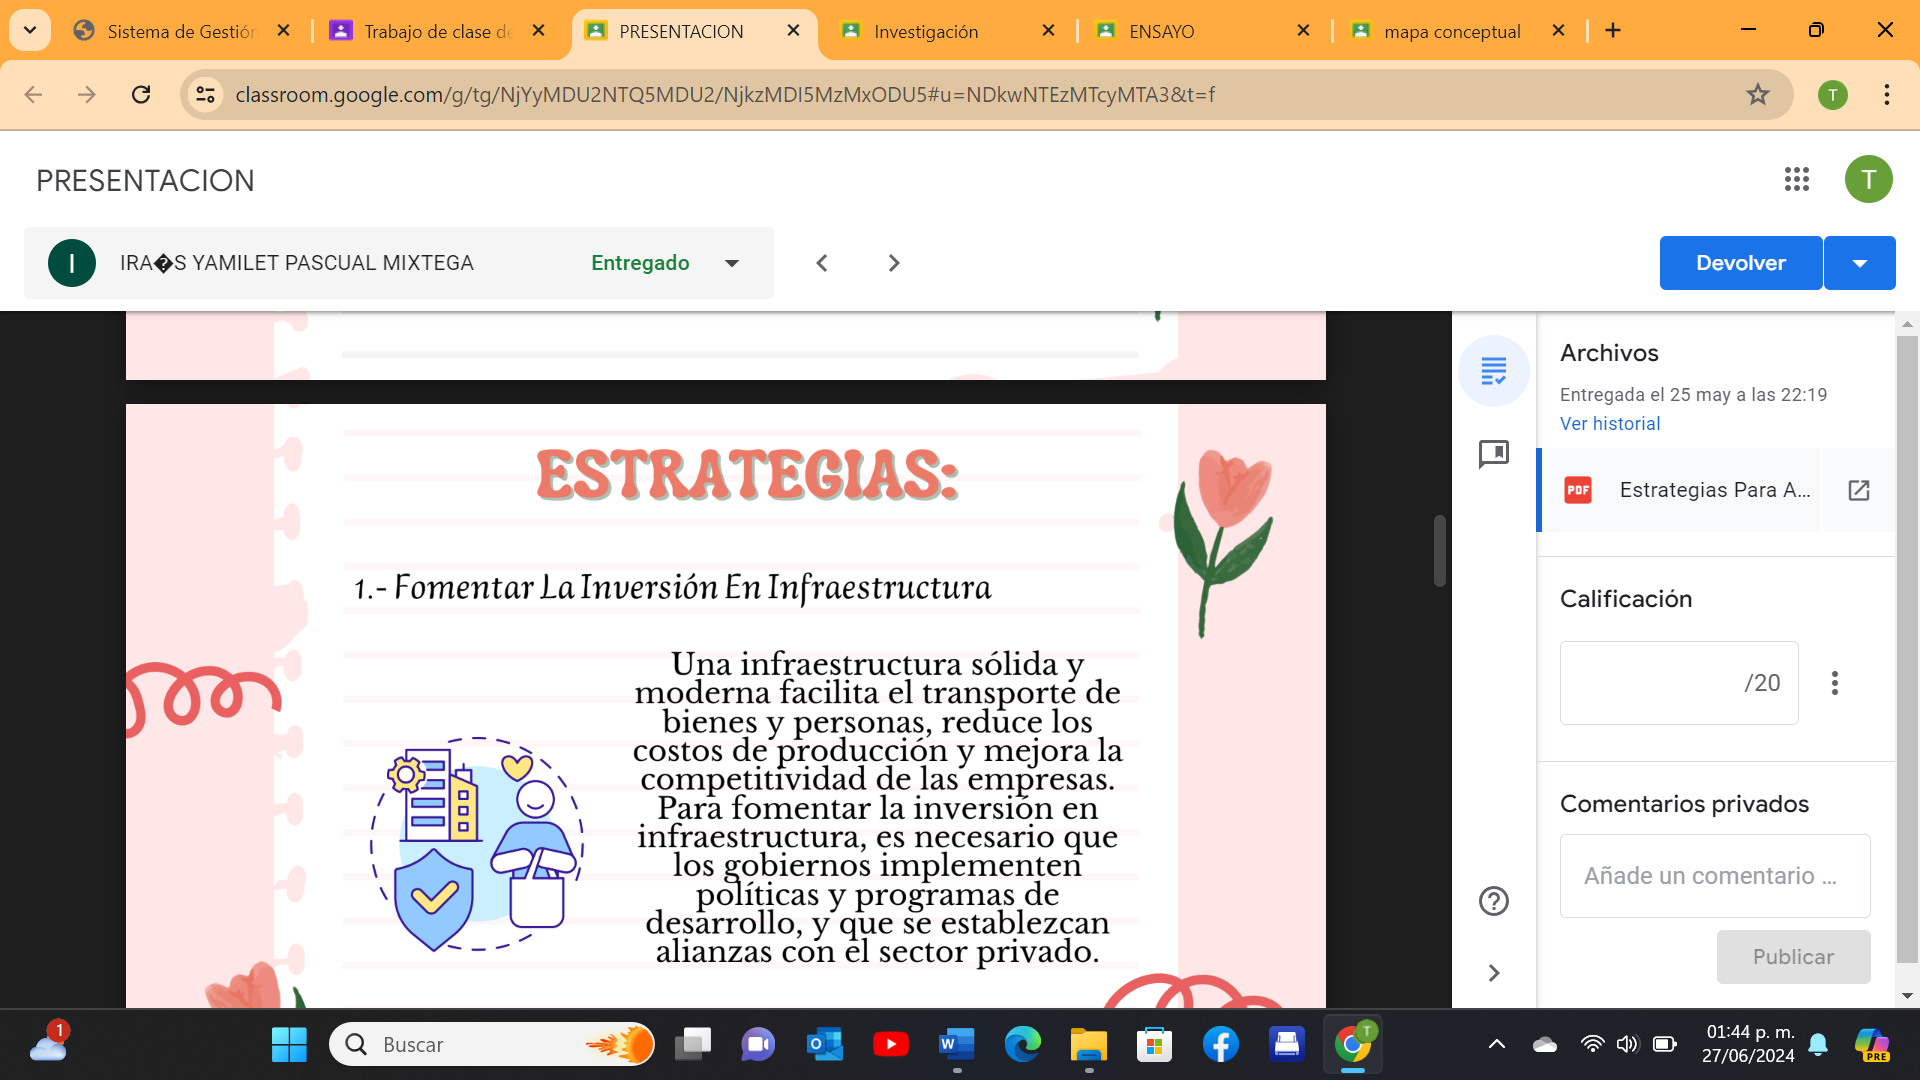 Sistema de Gestión
Trabajo de clase de
PRESENTACION
Investigación
ENSAYO
mapa conceptual
classroom.google.com/g/tg/NjYyMDU2NTQ5MDU2/NjkzMDI5MzMxODU5#u=NDkwNTEzMTcyMTA3&t=f
T
PRESENTACION
T
I
IRA�S YAMILET PASCUAL MIXTEGA
Entregado
Devolver
ESTRATEGIAS:
1.- Fomentar La Inversión En Infraestructura
Una infraestructura sólida y
moderna facilita el transporte de
bienes y personas, reduce los
costos de producción y mejora la
competitividad de las empresas.
Para fomentar la inversión en
infraestructura, es necesario que
los gobiernos implementen
políticas y programas de
desarrollo, y que se establezcan
alianzas con el sector privado.
Archivos
Entregada el 25 may a las 22:19
Ver historial
PDF
Estrategias Para A...
Calificación
/20
Comentarios privados
Añade un comentario ...
Publicar
1
Buscar
T
01:44 p. m.
27/06/2024
PRE